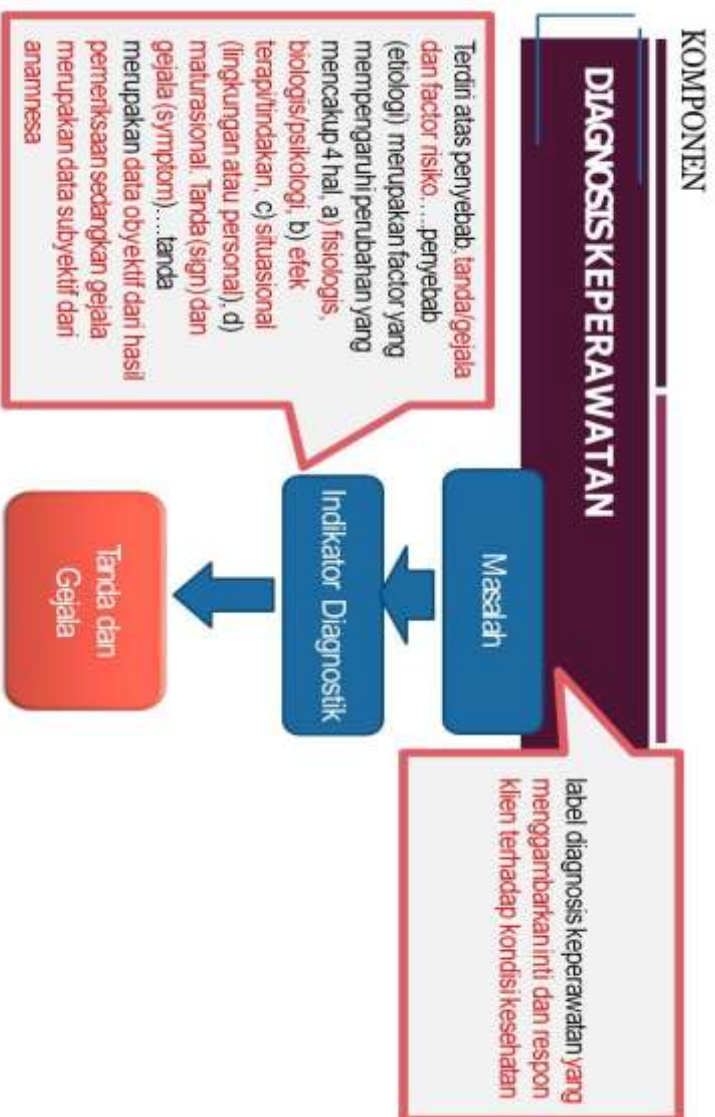 KOMPONEN
DIAGNOSIS KEPERAWATAN
Masalah
label diagnosis keperawatan yang
menggambarkan inti dan respon
klien terhadap kondisi kesehatan
Indikator Diagnostik
Terdiri atas penyebab, tanda/gejala
dan factor risiko,....penyebab
(etiologi) merupakan factor yang
mempengaruhi perubahan yang
mencakup 4 hal, a) fisiologis,
biologis/psikologi, b) efek
terapi/tindakan, c) situasional
(lingkungan atau personal), d)
maturasional. Tanda (sign) dan
gejala (symptom)....tanda
merupakan data obyektif dari hasil
pemeriksaan sedangkan gejala
merupakan data subyektif dari
anamnesa
Tanda dan
Gejala